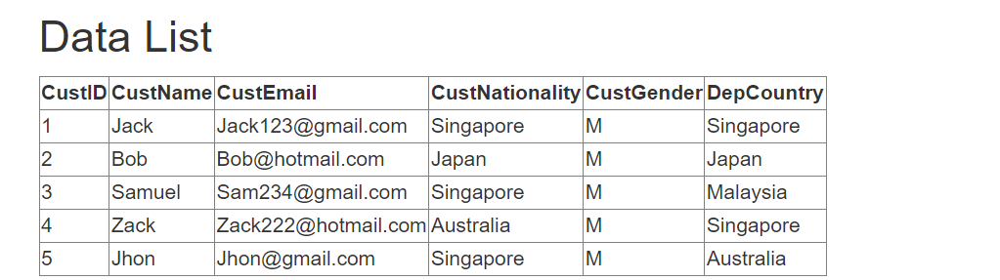 Data List
CustID CustName CustEmail CustNationality CustGender DepCountry
1 Jack Jack123@gmail.com Singapore M Singapore
2 Bob Bob@hotmail.com Japan M Japan
3 Samuel Sam234@gmail.com Singapore M Malaysia
4 Zack Zack222@hotmail.com Australia M Singapore
5 Jhon Jhon@gmail.com Singapore M Australia